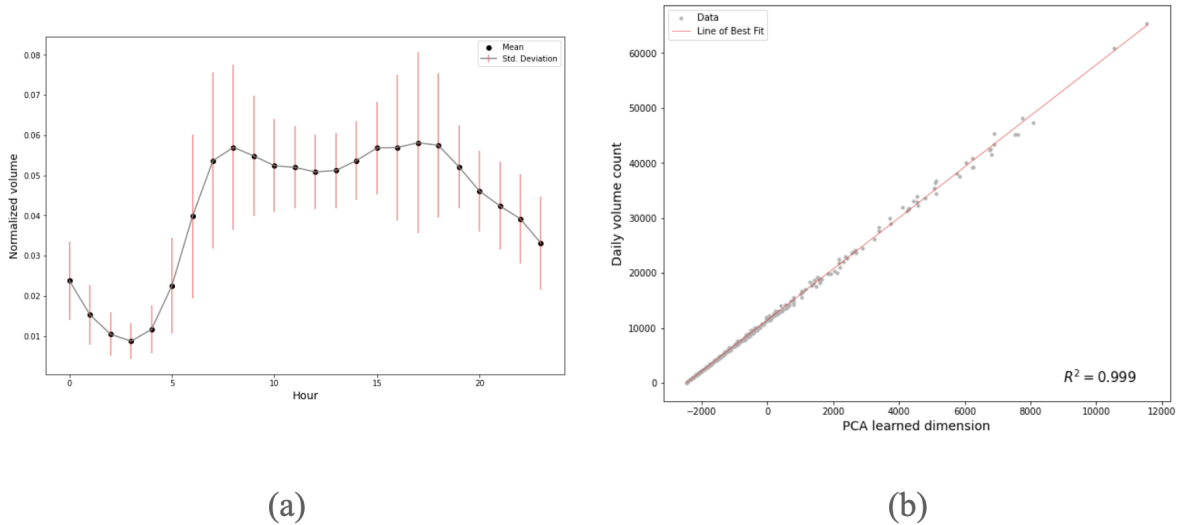 Mean
Std. Deviation
0.08
0.07
0.06
0.05
0.04
0.03
0.02
0.01
Normalized volume
0 5 10 15 20
Hour
(a)
Data
Line of Best Fit
60000
50000
40000
30000
20000
10000
0
Daily volume count
R² = 0.999
−2000 0 2000 4000 6000 8000 10000 12000
PCA learned dimension
(b)